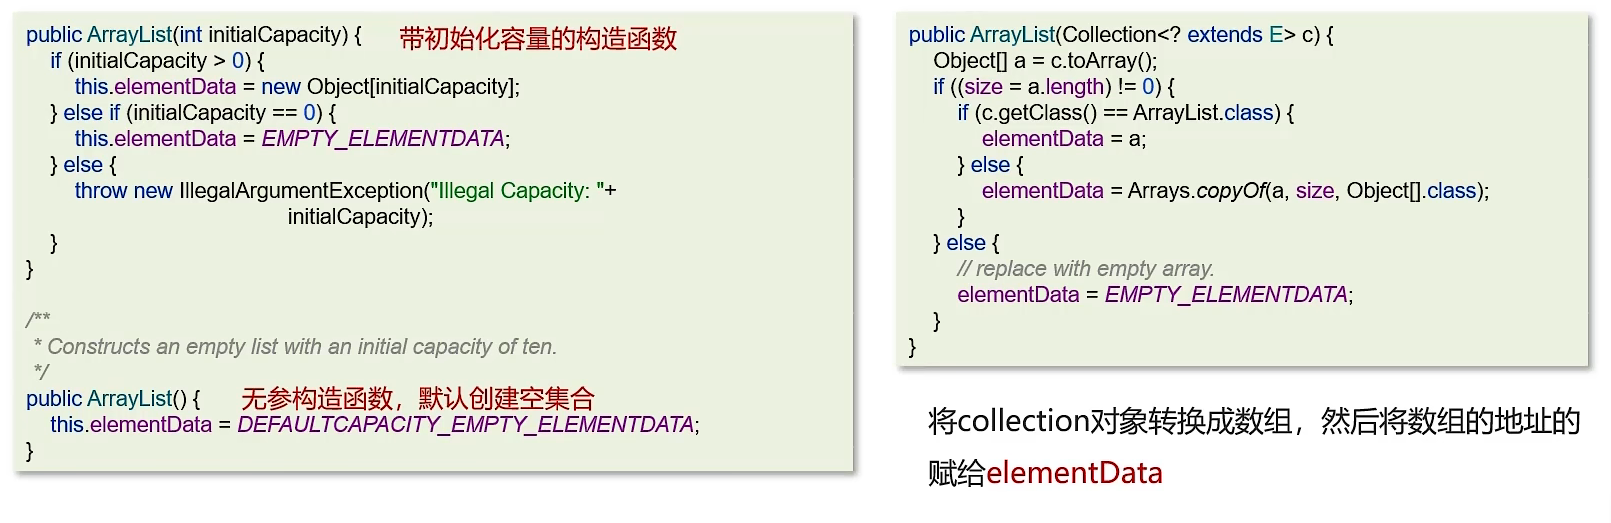 public ArrayList(int initialCapacity) { 带初始化容量的构造函数
if (initialCapacity > 0) {
this.elementData = new Object[initialCapacity];
} else if (initialCapacity == 0) {
this.elementData = EMPTY_ELEMENTDATA;
} else {
throw new IllegalArgumentException("Illegal Capacity: "+
initialCapacity);
}
}
/**
* Constructs an empty list with an initial capacity of ten.
*/
public ArrayList() { 无参构造函数，默认创建空集合
this.elementData = DEFAULTCAPACITY_EMPTY_ELEMENTDATA;
}
public ArrayList(Collection<? extends E> c) {
Object[] a = c.toArray();
if ((size = a.length) != 0) {
if (c.getClass() == ArrayList.class) {
elementData = a;
} else {
elementData = Arrays.copyOf(a, size, Object[].class);
}
} else {
// replace with empty array.
elementData = EMPTY_ELEMENTDATA;
}
}
将collection对象转换成数组，然后将数组的地址的
赋给elementData